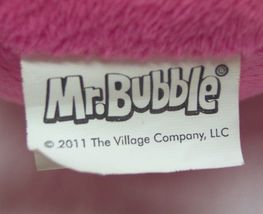 Mr. Bubble®
© 2011 The Village Company, LLC